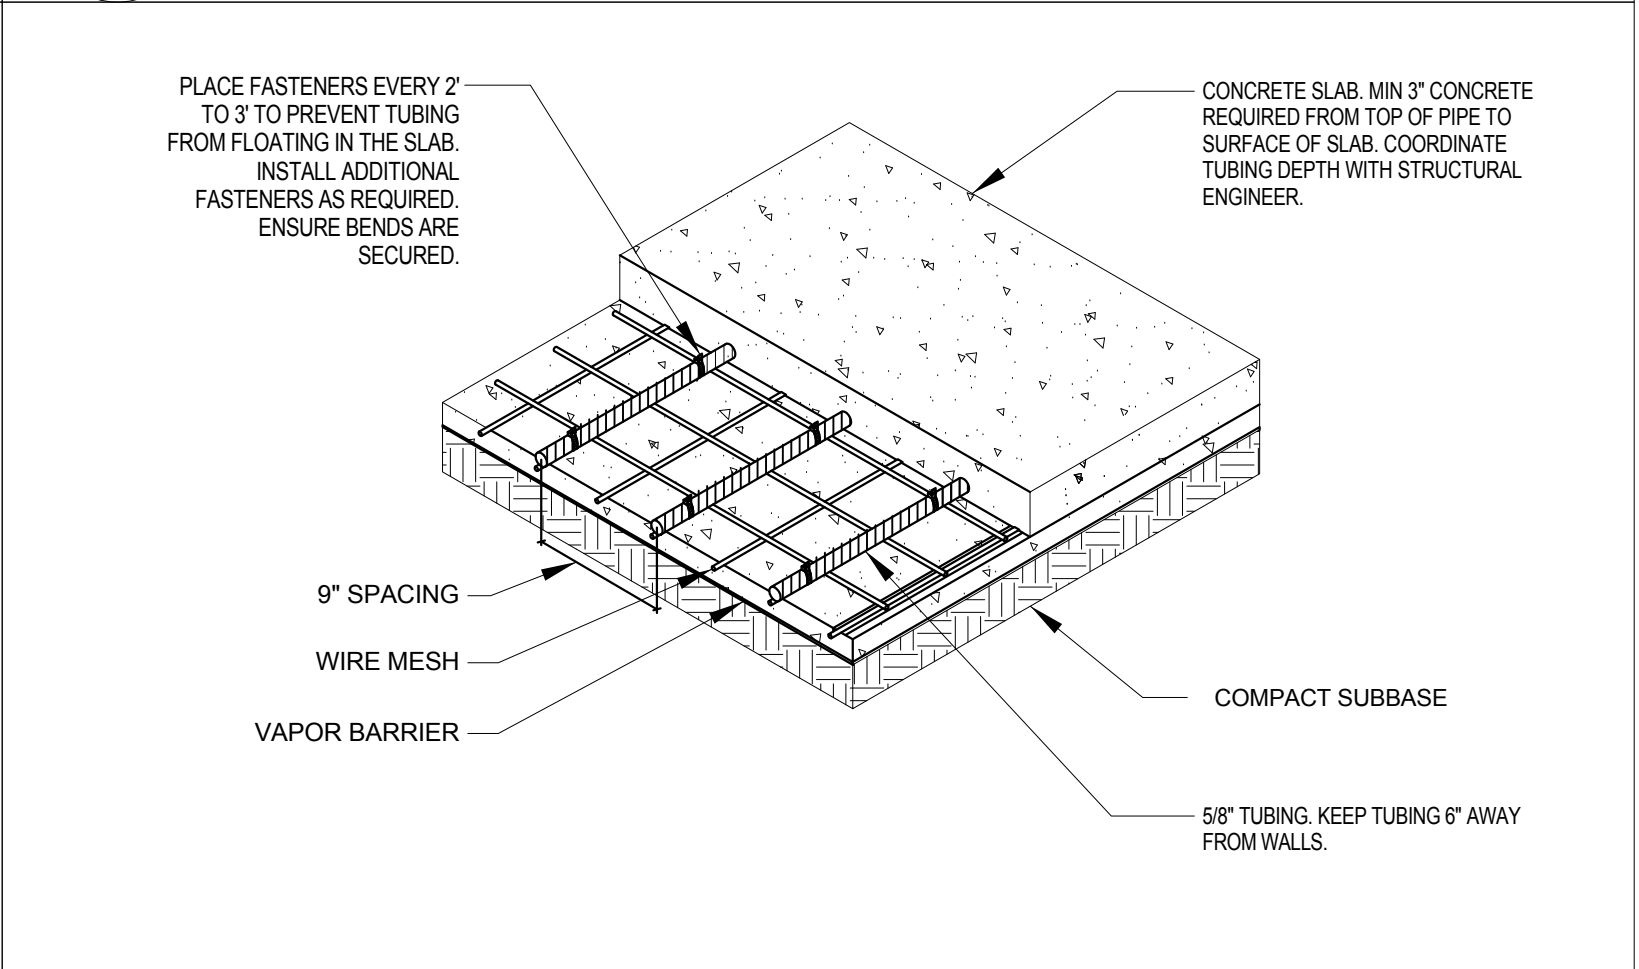 PLACE FASTENERS EVERY 2'
TO 3' TO PREVENT TUBING
FROM FLOATING IN THE SLAB.
INSTALL ADDITIONAL
FASTENERS AS REQUIRED.
ENSURE BENDS ARE
SECURED.
CONCRETE SLAB. MIN 3" CONCRETE
REQUIRED FROM TOP OF PIPE TO
SURFACE OF SLAB. COORDINATE
TUBING DEPTH WITH STRUCTURAL
ENGINEER.
9" SPACING
WIRE MESH
VAPOR BARRIER
COMPACT SUBBASE
5/8" TUBING. KEEP TUBING 6" AWAY
FROM WALLS.